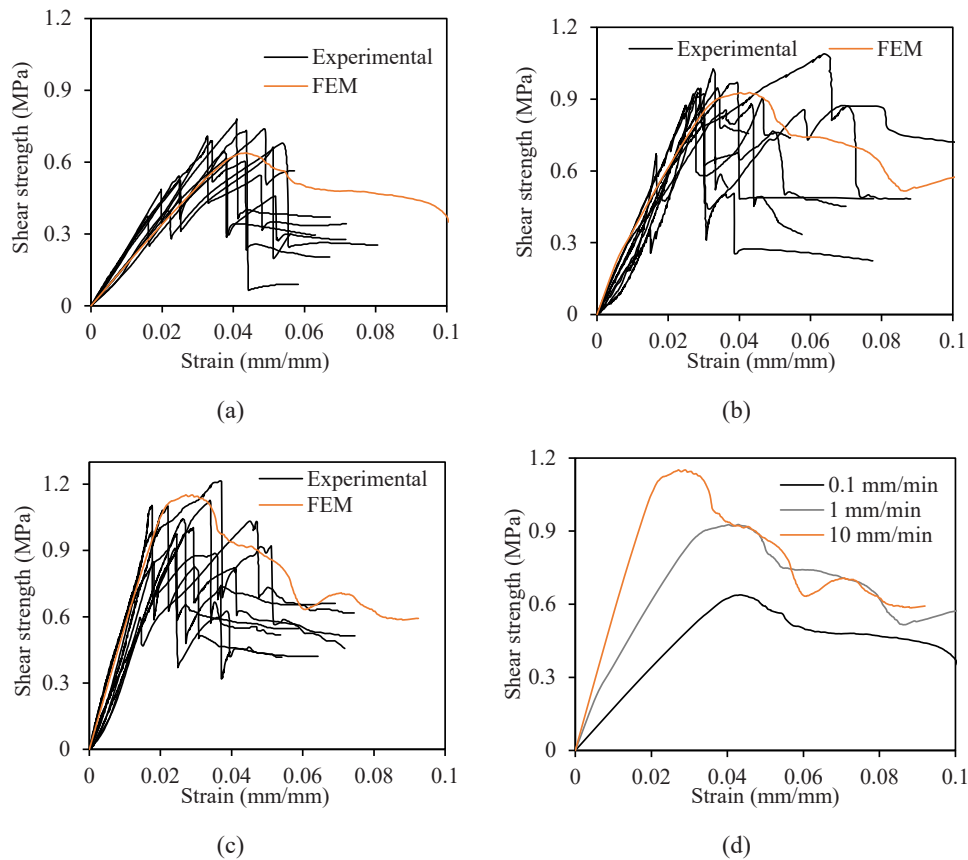 1.2
0.9
0.6
0.3
0
Shear strength (MPa)
Experimental
FEM
0 0.02 0.04 0.06 0.08 0.1
Strain (mm/mm)
(a)
1.2
0.9
0.6
0.3
0
Shear strength (MPa)
Experimental FEM
0 0.02 0.04 0.06 0.08 0.1
Strain (mm/mm)
(b)
1.2
0.9
0.6
0.3
0
Shear strength (MPa)
Experimental
FEM
0 0.02 0.04 0.06 0.08 0.1
Strain (mm/mm)
(c)
1.2
0.9
0.6
0.3
0
Shear strength (MPa)
0.1 mm/min
1 mm/min
10 mm/min
0 0.02 0.04 0.06 0.08 0.1
Strain (mm/mm)
(d)